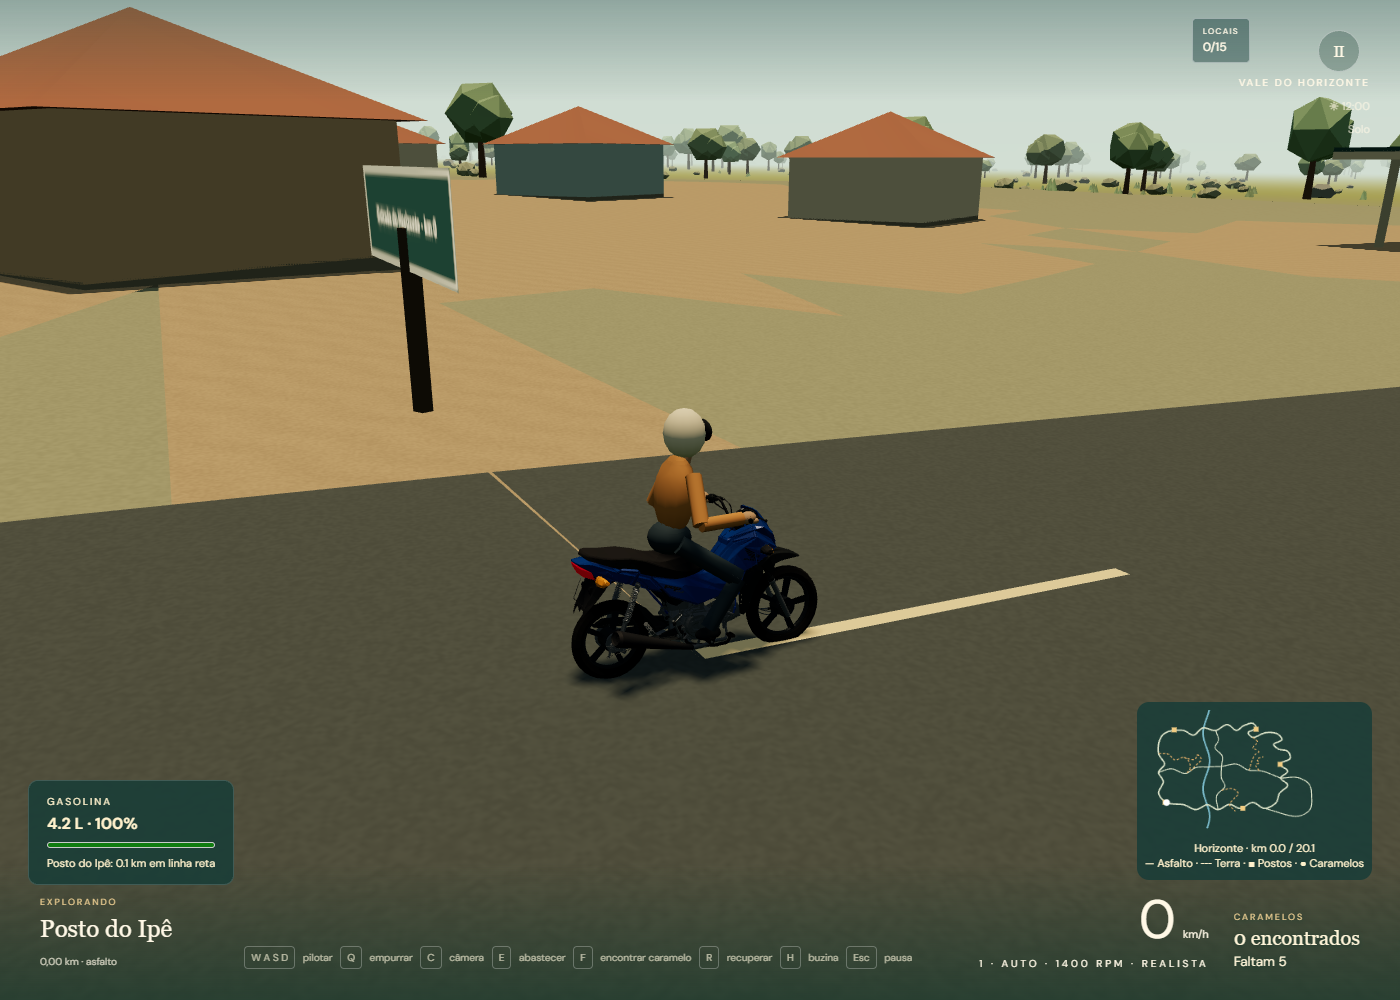 LOCAIS
0/15
II
VALE DO HORIZONTE
12:00
Solo
GASOLINA
4.2 L · 100%
Posto do Ipê: 0.1 km em linha reta
EXPLORANDO
Posto do Ipê
0,00 km · asfalto
W A S D pilotar Q empurrar C câmera E abastecer F encontrar caramelo R recuperar H buzina Esc pausa
Horizonte · km 0.0 / 20.1
— Asfalto · --- Terra · ■ Postos · ● Caramelos
0 km/h
1 · AUTO · 1400 RPM · REALISTA
CARAMELOS
0 encontrados
Faltam 5